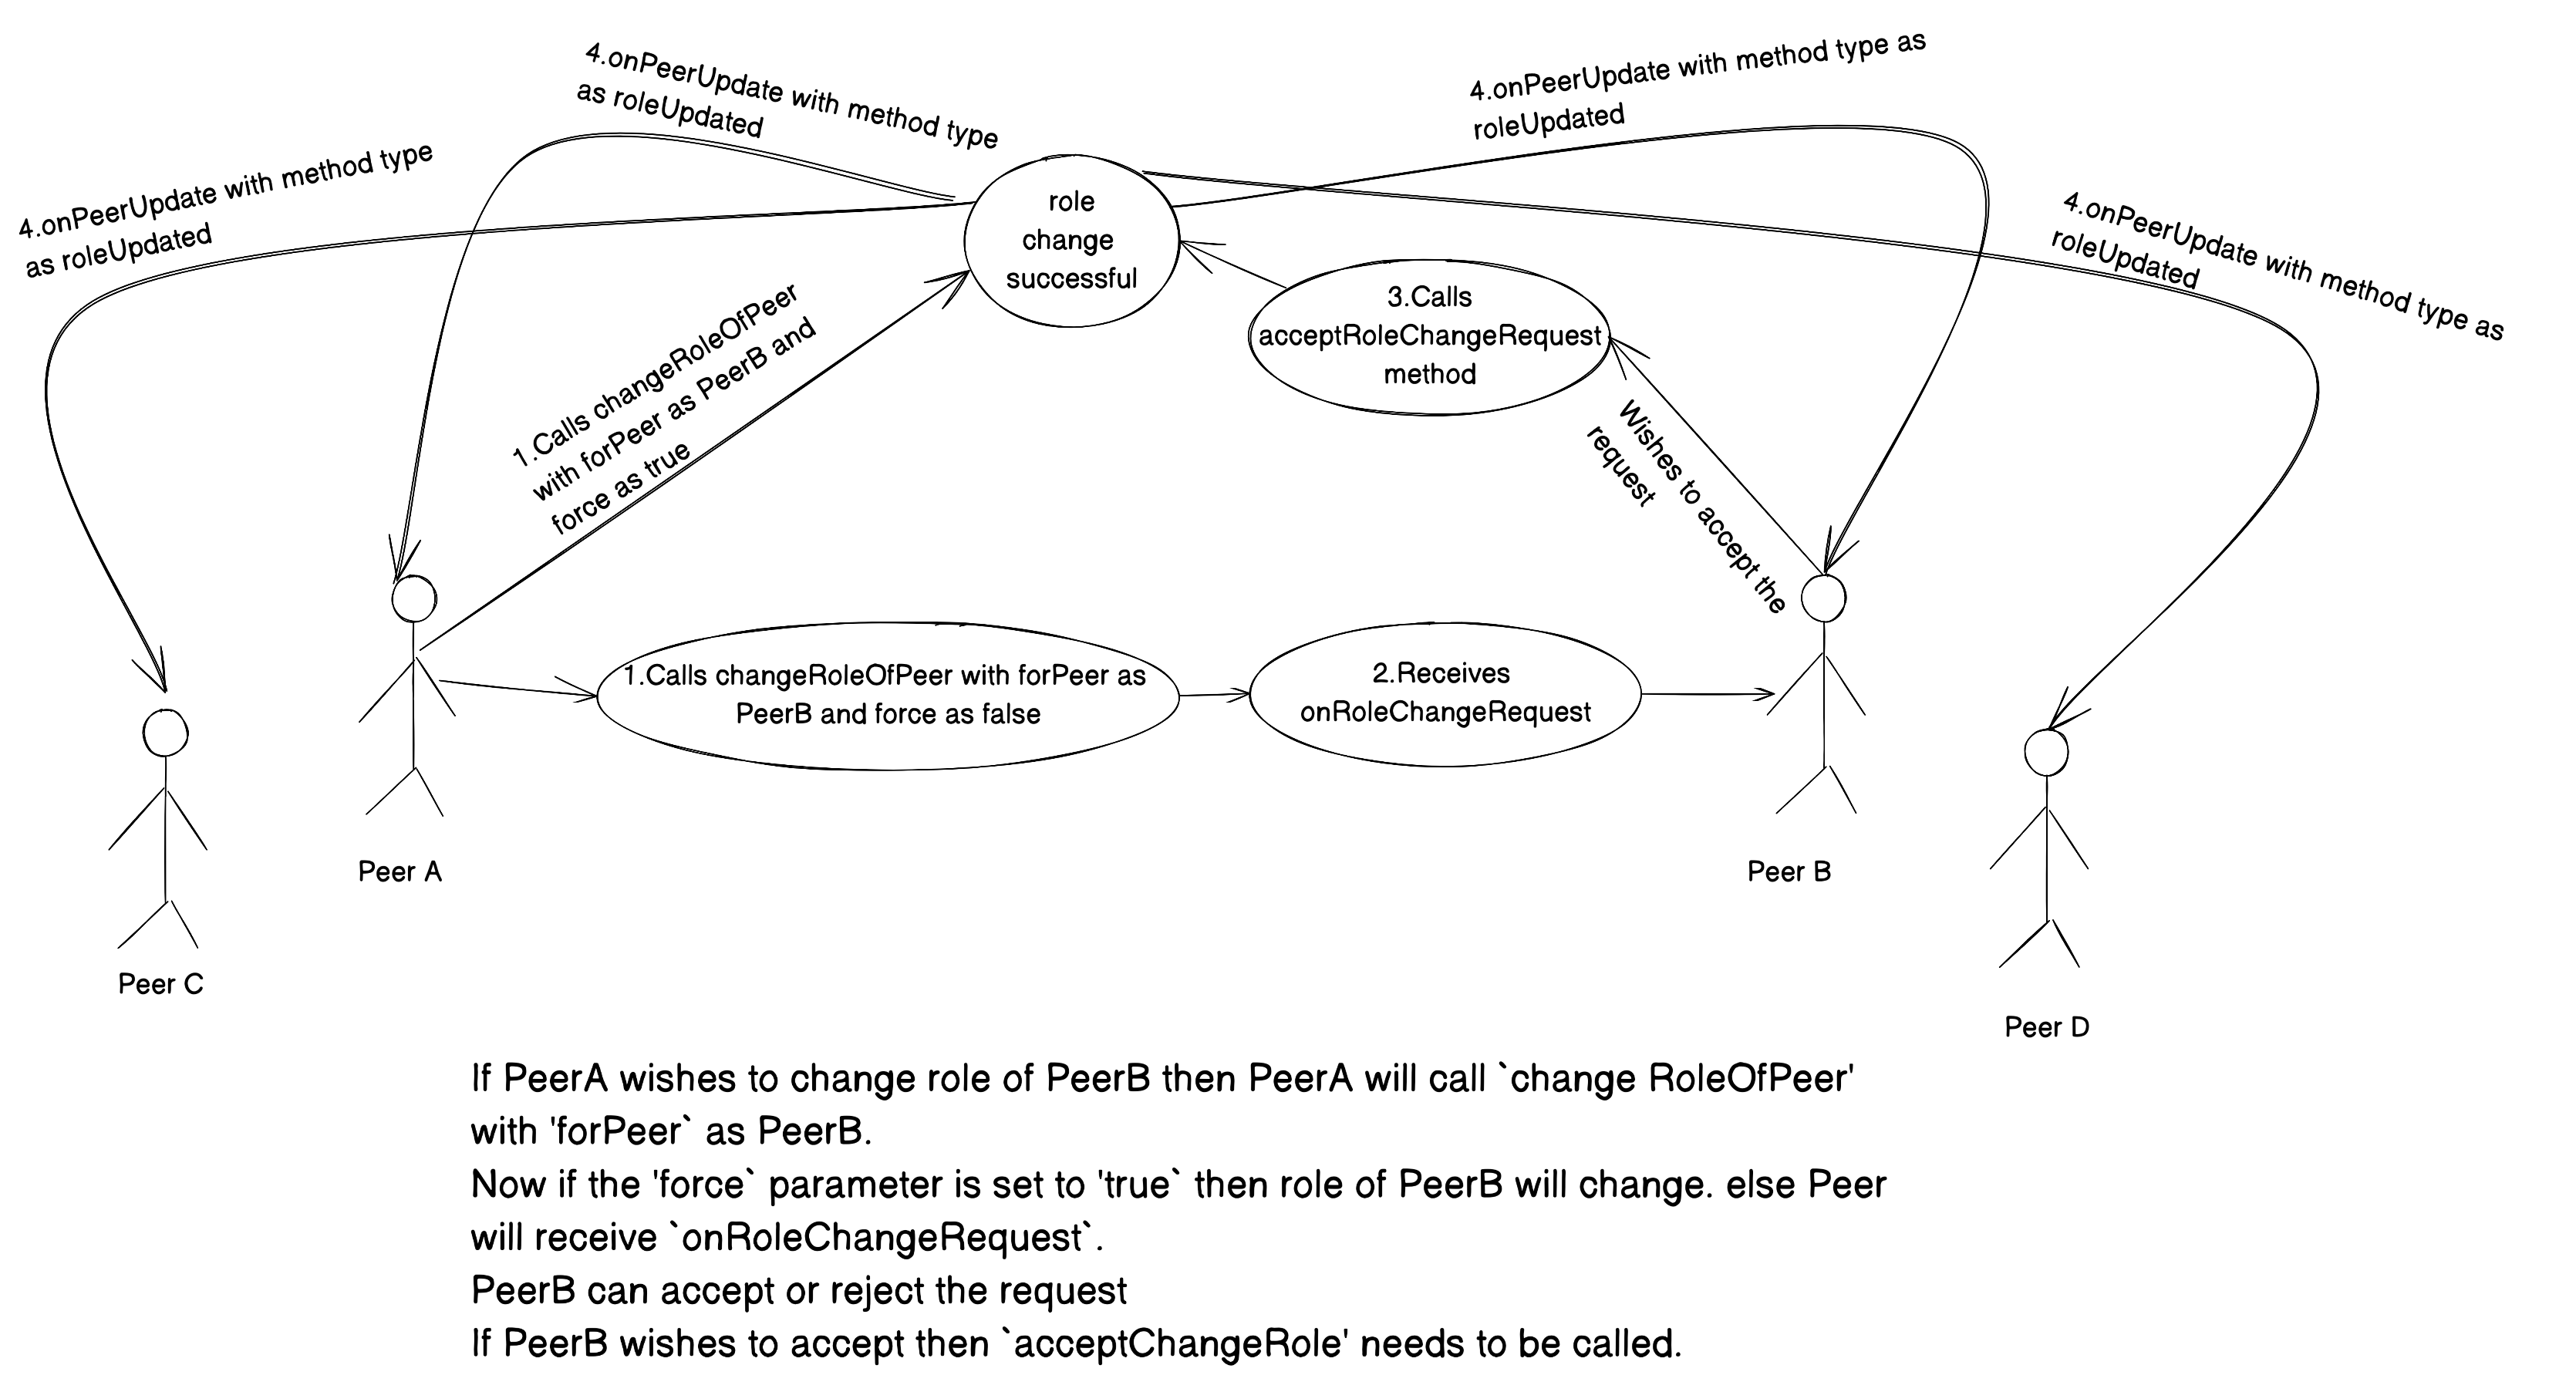 4.onPeerUpdate with method type
as roleUpdated
4.onPeerUpdate with method type
as roleUpdated
4.onPeerUpdate with method type as
roleUpdated
4.onPeerUpdate with method type as
roleUpdated
role
change
successful
3.Calls
acceptRoleChangeRequest
method
1.Calls changeRoleOfPeer
with forPeer as PeerB and
force as true
Wishes to accept the
request
1.Calls changeRoleOfPeer with forPeer as
PeerB and force as false
2.Receives
onRoleChangeRequest
Peer A
Peer B
Peer C
Peer D
If PeerA wishes to change role of PeerB then PeerA will call `change RoleOfPeer'
with 'forPeer` as PeerB.
Now if the 'force` parameter is set to 'true` then role of PeerB will change. else Peer
will receive `onRoleChangeRequest`.
PeerB can accept or reject the request
If PeerB wishes to accept then `acceptChangeRole' needs to be called.